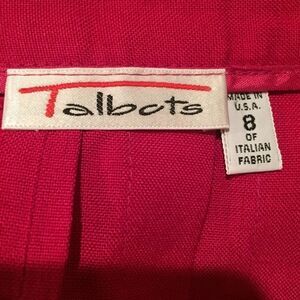 Talbots
MADE IN
U.S.A.
8
OF
ITALIAN
FABRIC